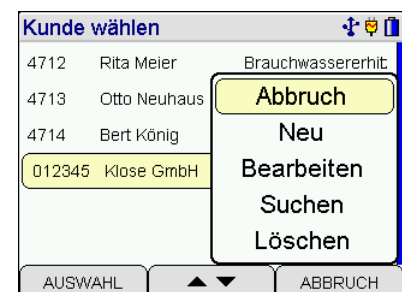 Kunde wählen
4712 Rita Meier Brauchwassererhit
4713 Otto Neuhaus
4714 Bert König
012345 Klose GmbH
Abbruch
Neu
Bearbeiten
Suchen
Löschen
AUSWAHL ABBRUCH